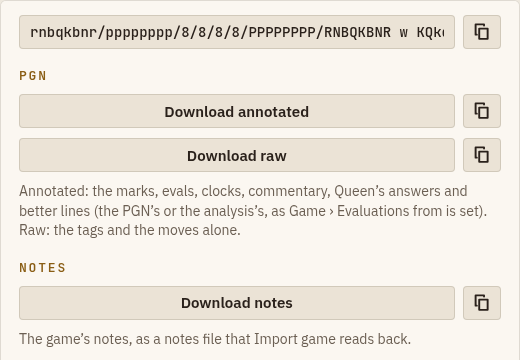 rnbqkbnr/pppppppp/8/8/8/8/PPPPPPPP/RNBQKBNR w KQk
PGN
Download annotated
Download raw
Annotated: the marks, evals, clocks, commentary, Queen’s answers and
better lines (the PGN’s or the analysis’s, as Game › Evaluations from is set).
Raw: the tags and the moves alone.
NOTES
Download notes
The game’s notes, as a notes file that Import game reads back.